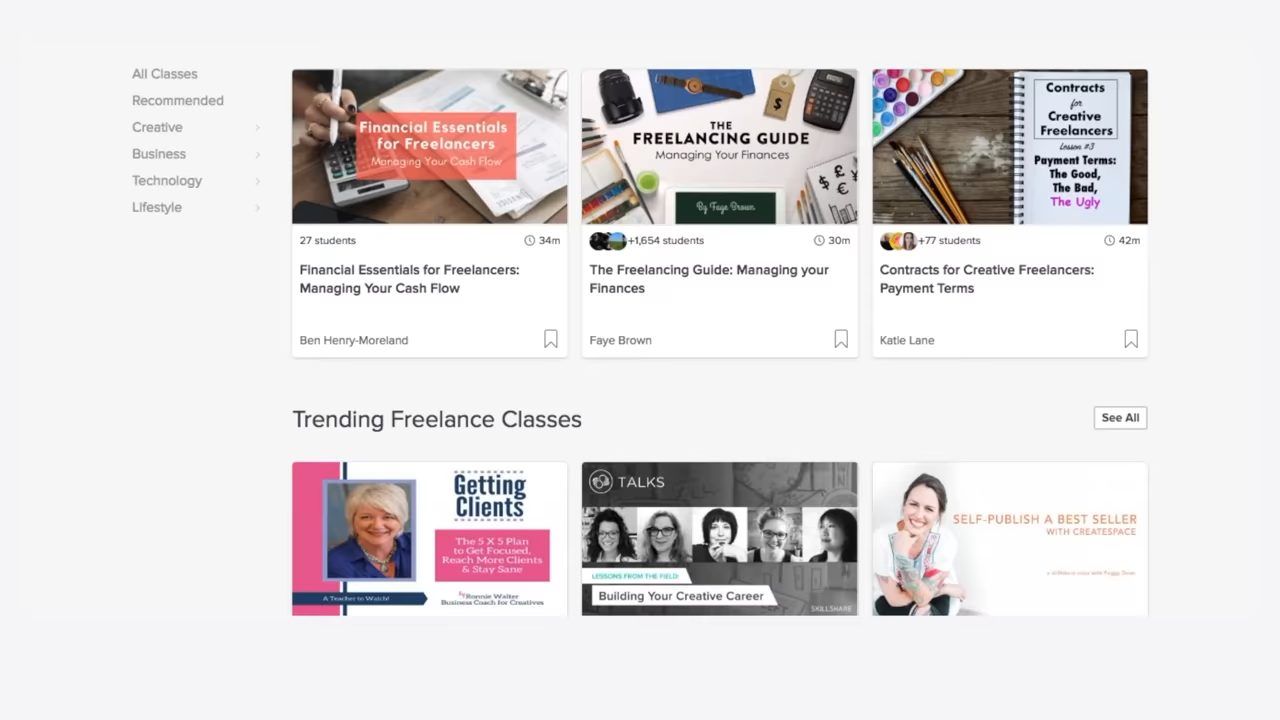 All Classes
Recommended
Creative
Business
Technology
Lifestyle
Financial Essentials
for Freelancers
Managing Your Cash Flow
27 students
34m
Financial Essentials for Freelancers:
Managing Your Cash Flow
Ben Henry-Moreland
THE
FREELANCING GUIDE
Managing Your Finances
By Faye Brown
+1,654 students
30m
The Freelancing Guide: Managing your
Finances
Faye Brown
Contracts
for
Creative
Freelancers
Lesson #3
Payment Terms:
The Good,
The Bad,
The Ugly
+77 students
42m
Contracts for Creative Freelancers:
Payment Terms
Katie Lane
Trending Freelance Classes
See All
Getting
Clients
The 5 X 5 Plan
to Get Focused,
Reach More Clients
& Stay Sane
A Teacher to Watch!
By Bonnie Walter
Business Coach for Creatives
TALKS
LESSONS FROM THE FIELD:
Building Your Creative Career
SKILLSHARE
SELF-PUBLISH A BEST SELLER
WITH CREATESPACE